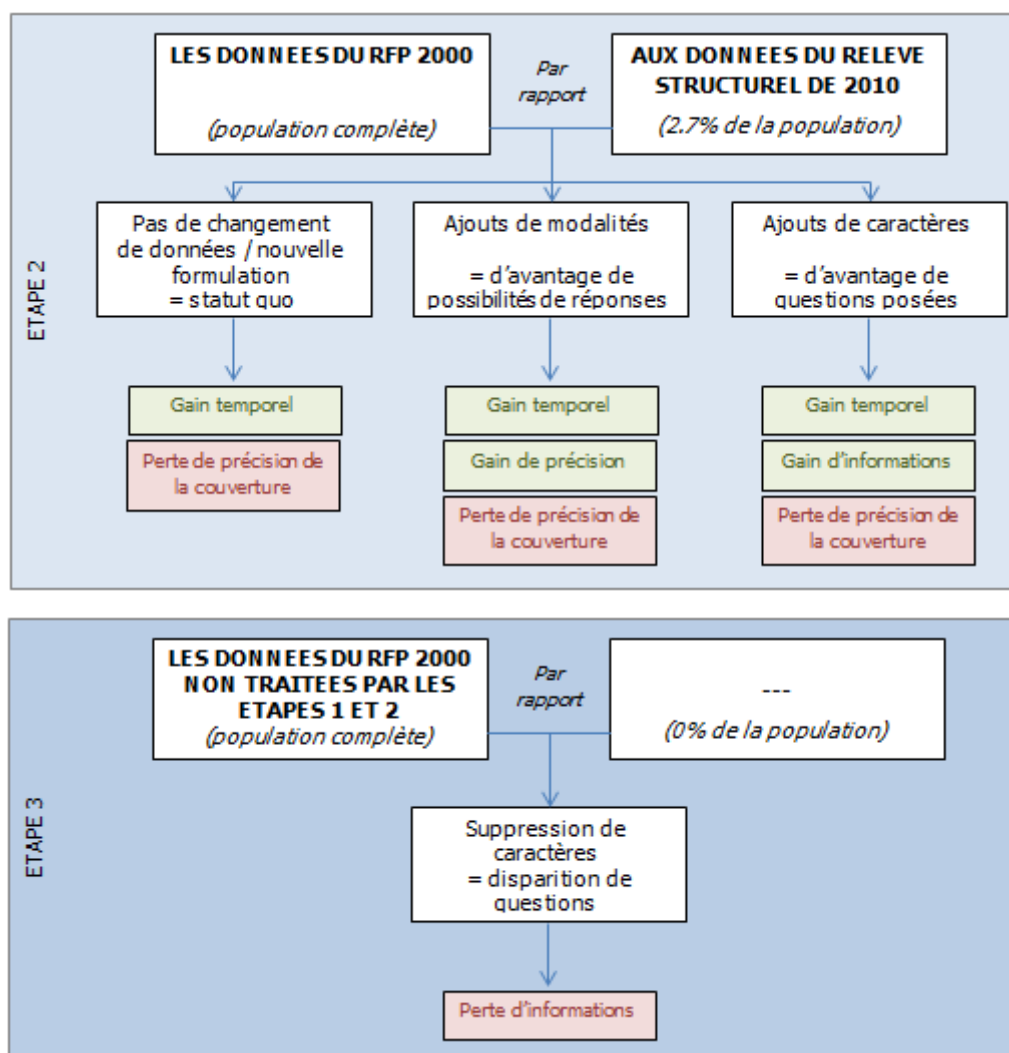 LES DONNEES DU RFP 2000
(population complète)
Par
rapport
AUX DONNEES DU RELEVE
STRUCTUREL DE 2010
(2.7% de la population)
ETAPE 2
Pas de changement
de données / nouvelle
formulation
= statut quo
Ajouts de modalités
= d'avantage de
possibilités de réponses
Ajouts de caractères
= d'avantage de
questions posées
Gain temporel
Perte de précision de
la couverture
Gain temporel
Gain de précision
Perte de précision de
la couverture
Gain temporel
Gain d'informations
Perte de précision de
la couverture
LES DONNEES DU RFP 2000
NON TRAITEES PAR LES
ETAPES 1 ET 2
(population complète)
Par
rapport
---
(0% de la population)
ETAPE 3
Suppression de
caractères
= disparition de
questions
Perte d'informations